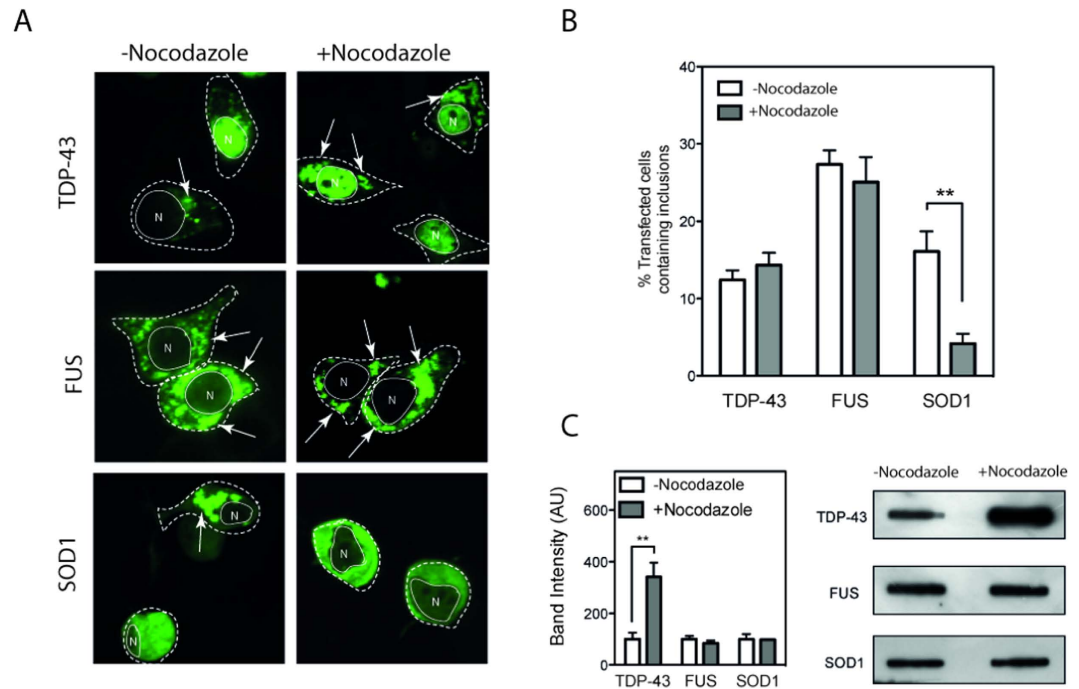 A
-Nocodazole
+Nocodazole
TDP-43
N
N
N
N
FUS
N
N
N
N
SOD1
N
N
N
N
B
% Transfected cells
containing inclusions
40
30
20
10
0
-Nocodazole
+Nocodazole
**
TDP-43
FUS
SOD1
C
Band Intensity (AU)
600
400
200
0
-Nocodazole
+Nocodazole
**
TDP-43
FUS
SOD1
-Nocodazole
+Nocodazole
TDP-43
FUS
SOD1